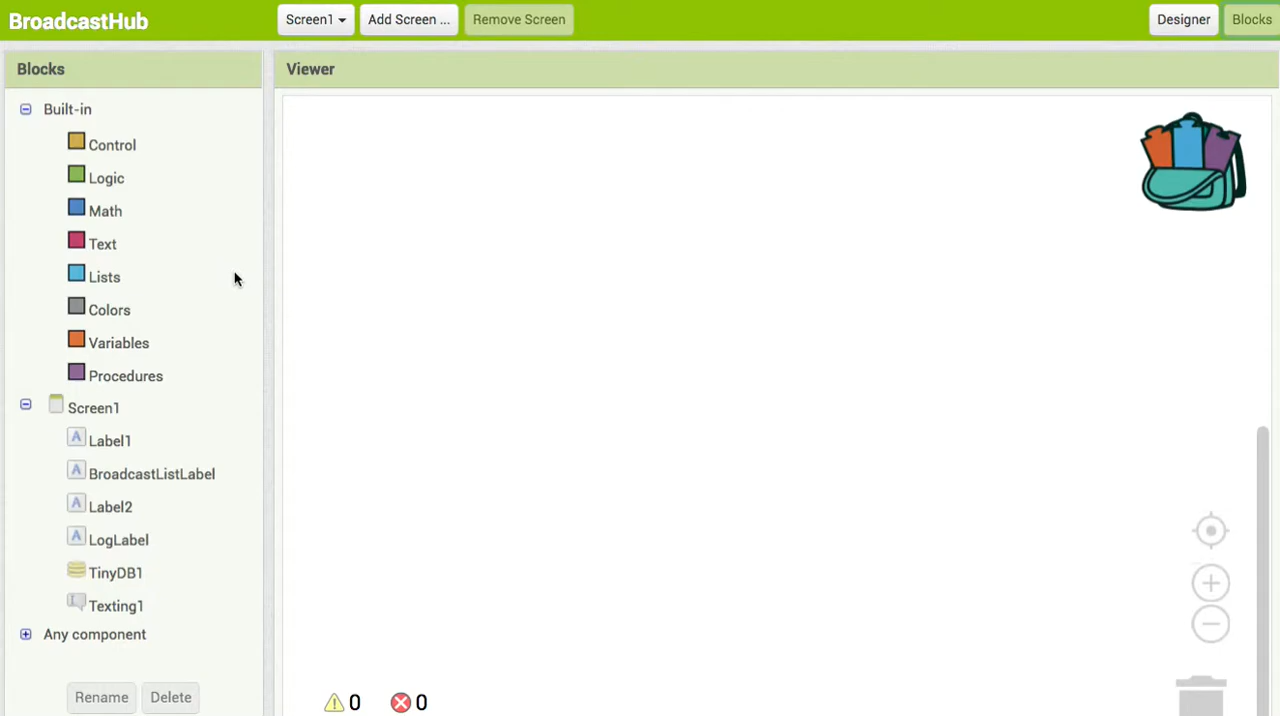 BroadcastHub Screen1 Add Screen ... Remove Screen Designer Blocks
Blocks
Viewer
Built-in
Control
Logic
Math
Text
Lists
Colors
Variables
Procedures
Screen1
A Label1
A BroadcastListLabel
A Label2
A LogLabel
TinyDB1
Texting1
Any component
Rename Delete
0 0